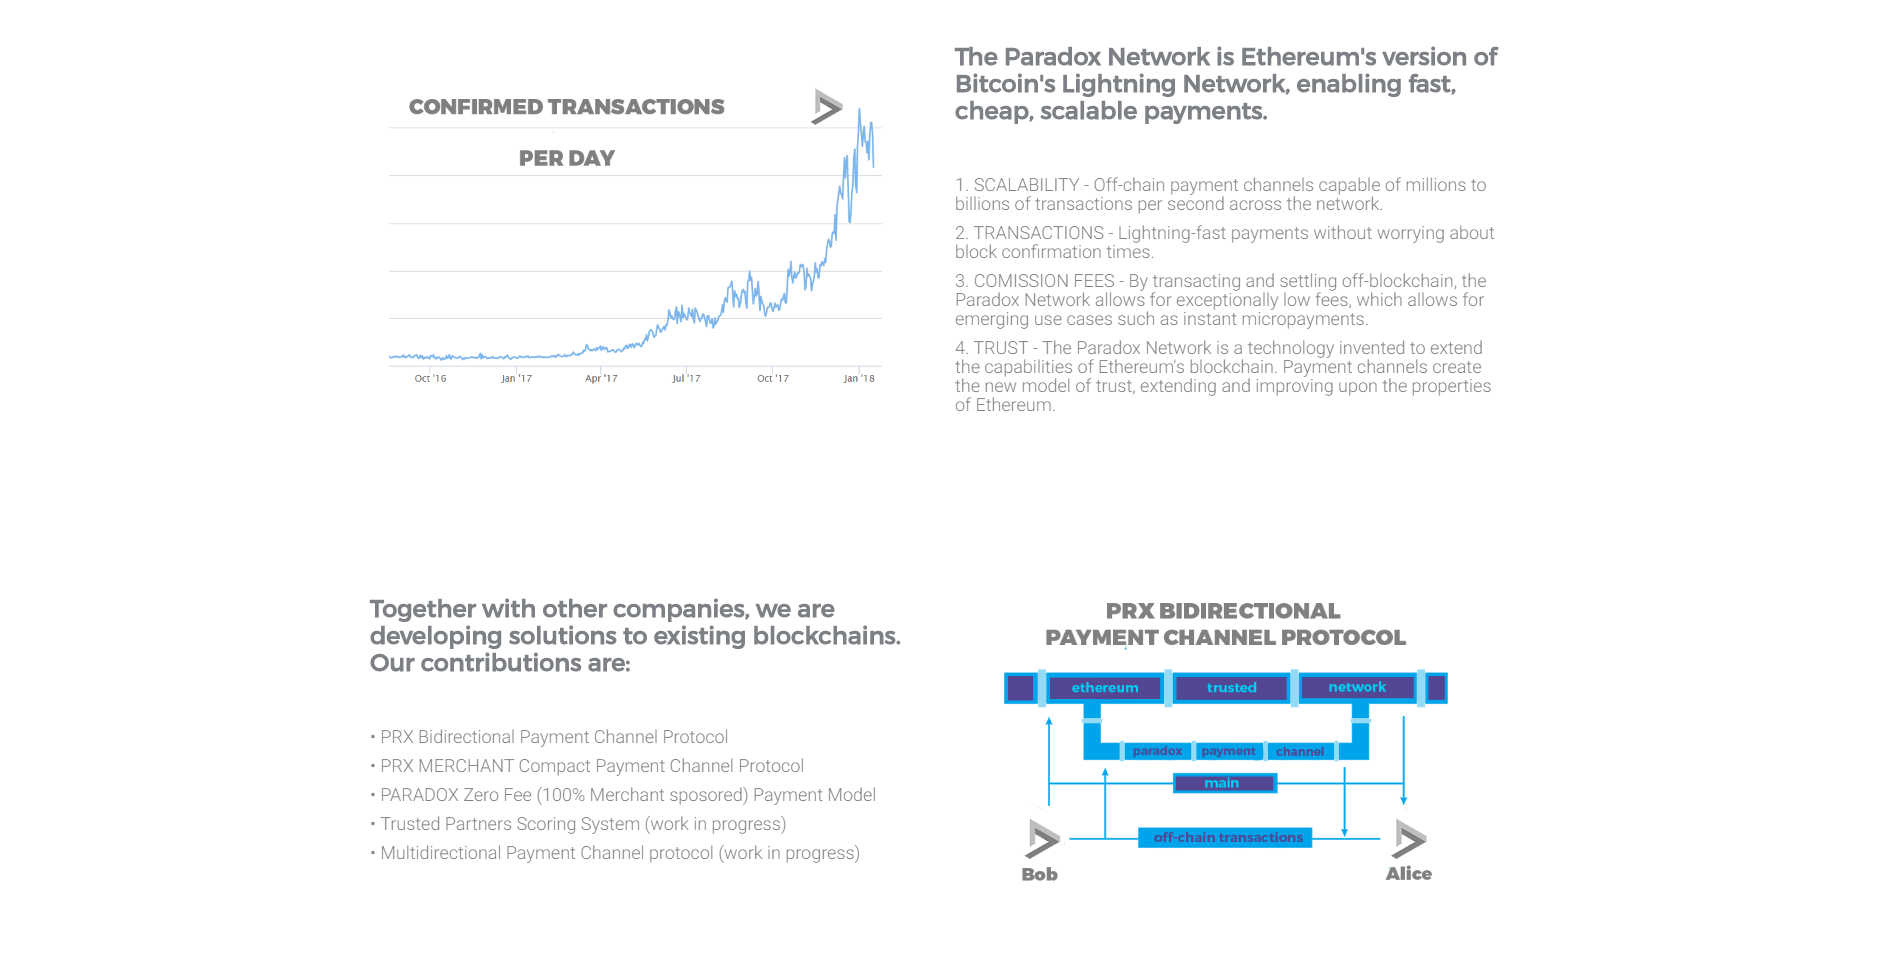 CONFIRMED TRANSACTIONS
PER DAY
Oct '16
Jan '17
Apr '17
Jul '17
Oct '17
Jan '18
The Paradox Network is Ethereum's version of
Bitcoin's Lightning Network, enabling fast,
cheap, scalable payments.
1. SCALABILITY - Off-chain payment channels capable of millions to
billions of transactions per second across the network.
2. TRANSACTIONS - Lightning-fast payments without worrying about
block confirmation times.
3. COMISSION FEES - By transacting and settling off-blockchain, the
Paradox Network allows for exceptionally low fees, which allows for
emerging use cases such as instant micropayments.
4. TRUST - The Paradox Network is a technology invented to extend
the capabilities of Ethereum's blockchain. Payment channels create
the new model of trust, extending and improving upon the properties
of Ethereum.
Together with other companies, we are
developing solutions to existing blockchains.
Our contributions are:
• PRX Bidirectional Payment Channel Protocol
• PRX MERCHANT Compact Payment Channel Protocol
• PARADOX Zero Fee (100% Merchant sposored) Payment Model
• Trusted Partners Scoring System (work in progress)
• Multidirectional Payment Channel protocol (work in progress)
PRX BIDIRECTIONAL
PAYMENT CHANNEL PROTOCOL
ethereum trusted network
paradox payment channel
main
off-chain transactions
Bob
Alice